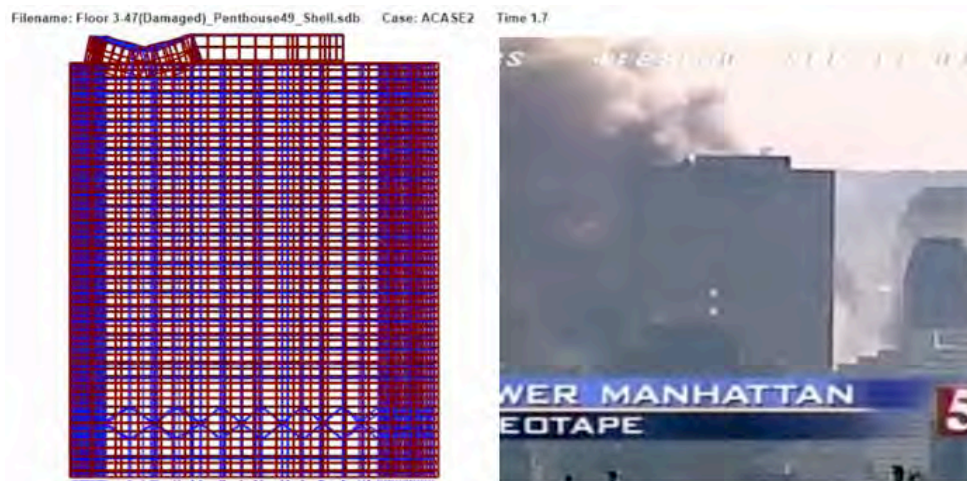 Filename: Floor 3-47(Damaged)_Penthouse49_Shell.sdb Case: ACASE2 Time 1.7
WER MANHATTAN
EOTAPE
5